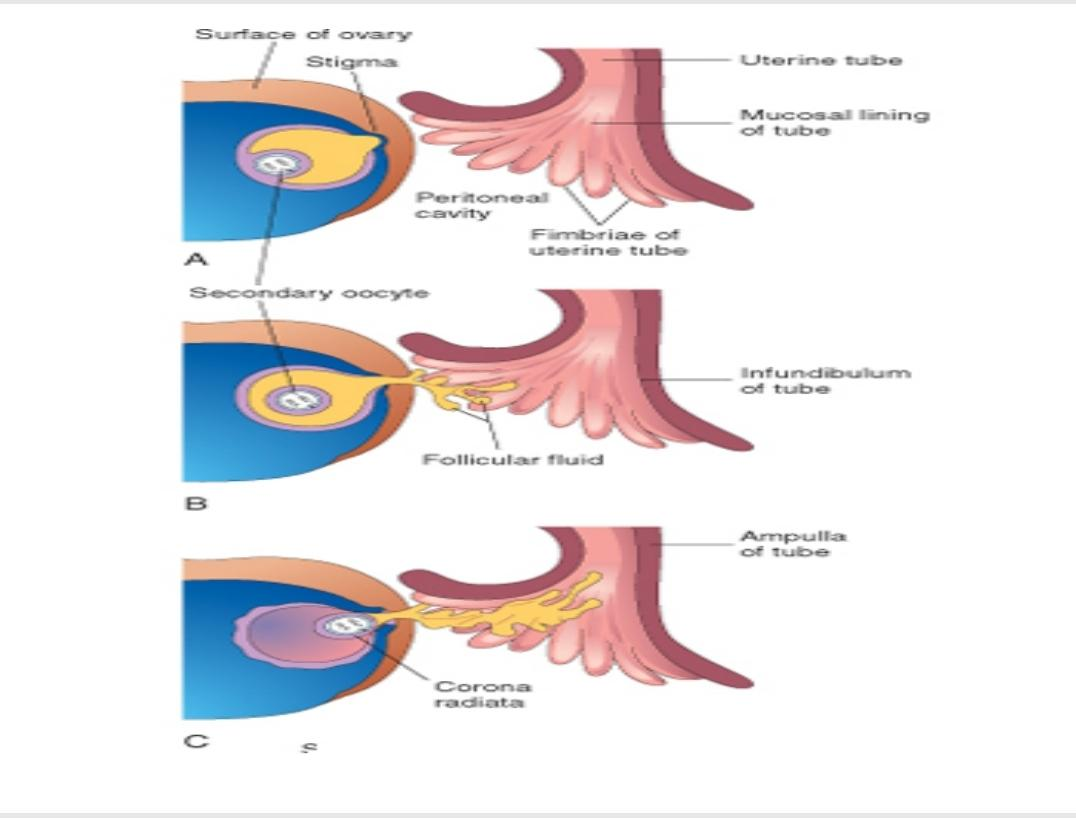 Surface of ovary
Stigma
Uterine tube
Mucosal lining
of tube
Peritoneal
cavity
Fimbriae of
uterine tube
A
Secondary oocyte
Infundibulum
of tube
Follicular fluid
B
Ampulla
of tube
Corona
radiata
C